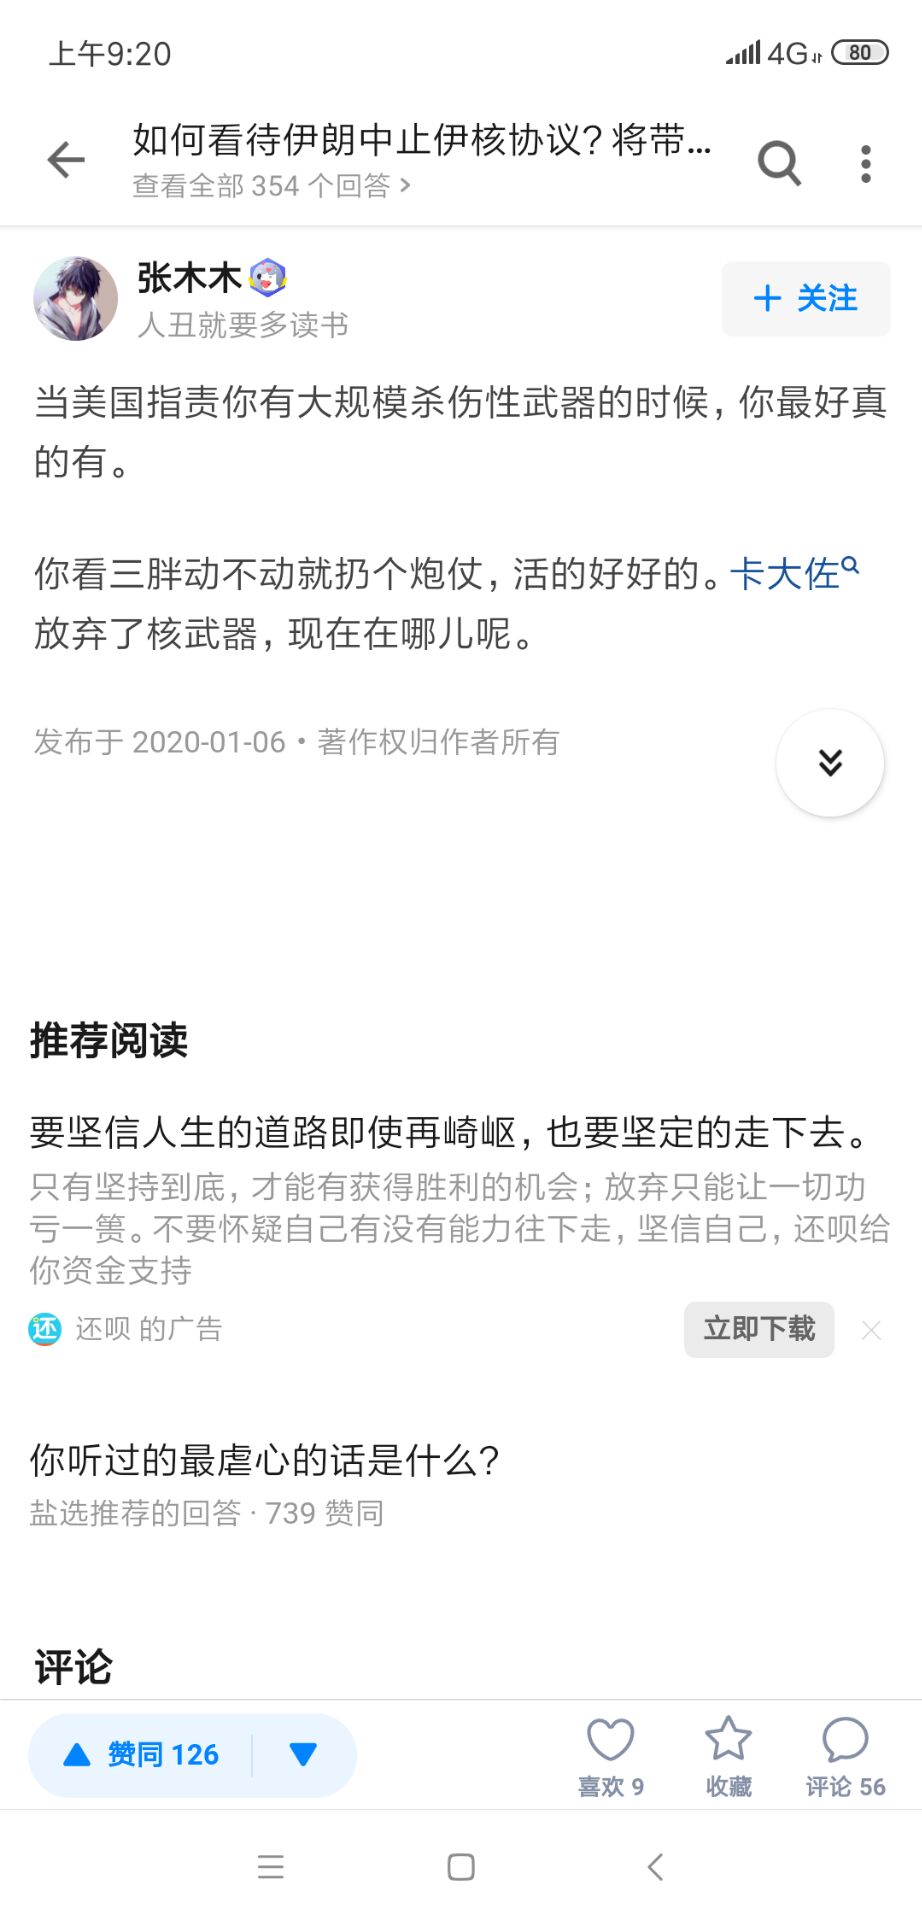 上午9:20
4G 80
如何看待伊朗中止伊核协议?将带...
查看全部 354 个回答 >
张木木
人丑就要多读书
+ 关注
当美国指责你有大规模杀伤性武器的时候,你最好真
的有。
你看三胖动不动就扔个炮仗,活的好好的。卡大佐
放弃了核武器,现在在哪儿呢。
发布于 2020-01-06 · 著作权归作者所有
推荐阅读
要坚信人生的道路即使再崎岖,也要坚定的走下去。
只有坚持到底,才能有获得胜利的机会;放弃只能让一切功
亏一篑。不要怀疑自己有没有能力往下走,坚信自己,还呗给
你资金支持
还 还呗 的广告
立即下载
你听过的最虐心的话是什么?
盐选推荐的回答 · 739 赞同
评论
赞同 126
喜欢 9
收藏
评论 56